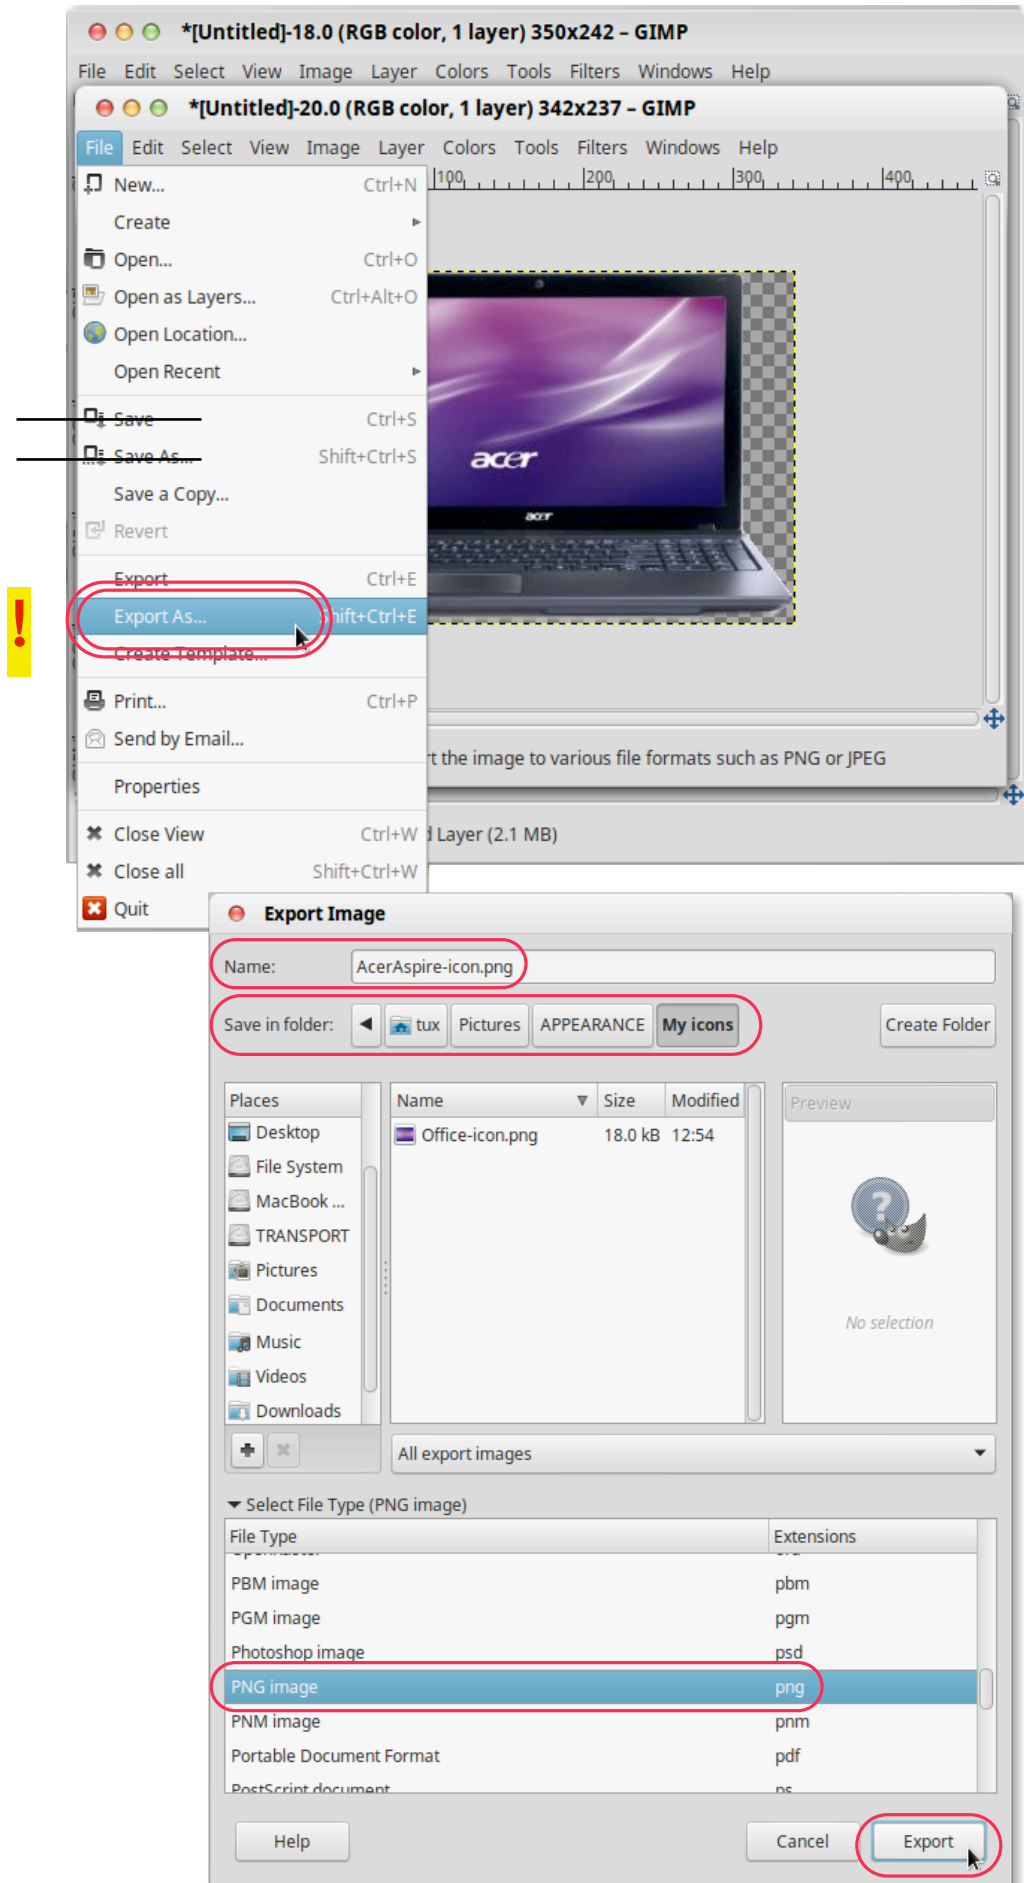 *[Untitled]-18.0 (RGB color, 1 layer) 350x242 – GIMP
File Edit Select View Image Layer Colors Tools Filters Windows Help
*[Untitled]-20.0 (RGB color, 1 layer) 342x237 – GIMP
File Edit Select View Image Layer Colors Tools Filters Windows Help
100 200 300 400
New... Ctrl+N
Create
Open... Ctrl+O
Open as Layers... Ctrl+Alt+O
Open Location...
Open Recent
Save Ctrl+S
Save As... Shift+Ctrl+S
Save a Copy...
Revert
Export Ctrl+E
Export As... Shift+Ctrl+E
Create Template...
Print... Ctrl+P
Send by Email...
Properties
Close View Ctrl+W
Close all Shift+Ctrl+W
Quit
!
acer
acer
t the image to various file formats such as PNG or JPEG
d Layer (2.1 MB)
Export Image
Name: AcerAspire-icon.png
Save in folder: tux Pictures APPEARANCE My icons Create Folder
Places Name Size Modified Preview
Desktop Office-icon.png 18.0 kB 12:54
File System
MacBook ...
TRANSPORT
Pictures
Documents
Music
Videos
Downloads
No selection
All export images
Select File Type (PNG image)
File Type Extensions
PBM image pbm
PGM image pgm
Photoshop image psd
PNG image png
PNM image pnm
Portable Document Format pdf
PostScript document ps
Help Cancel Export